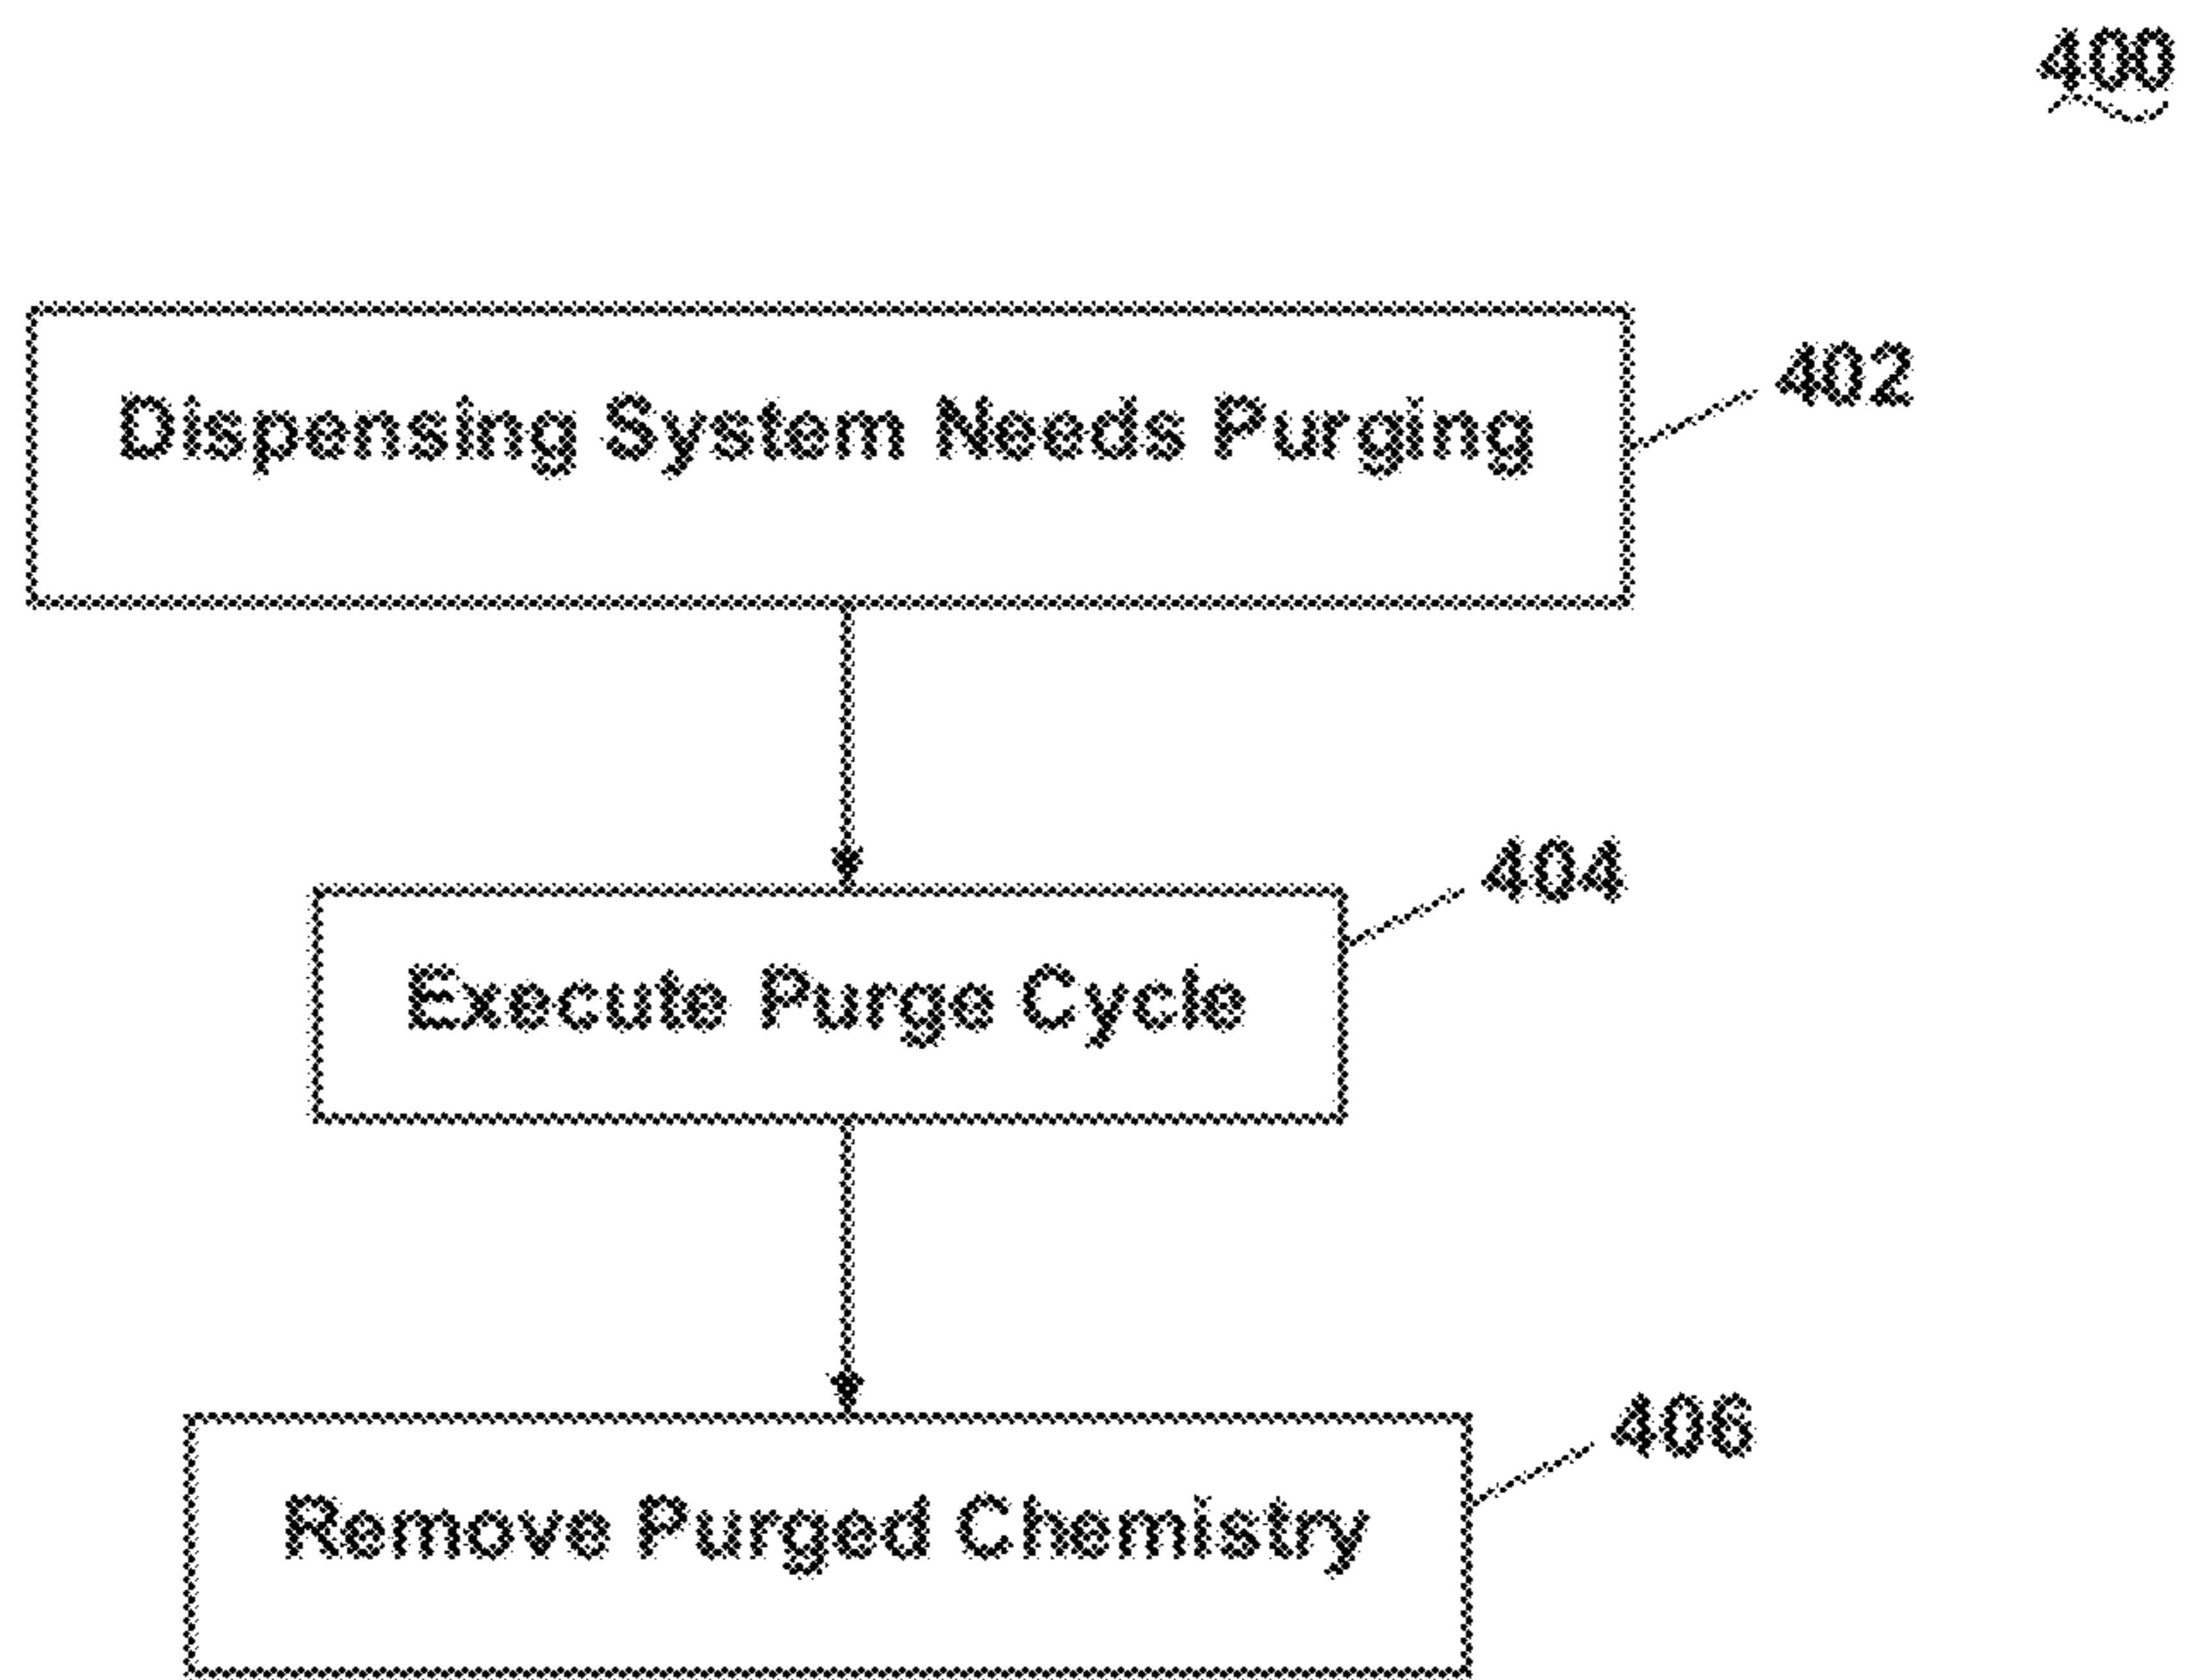 400
Dispensing System Needs Purging
402
Execute Purge Cycle
404
Remove Purged Chemistry
406